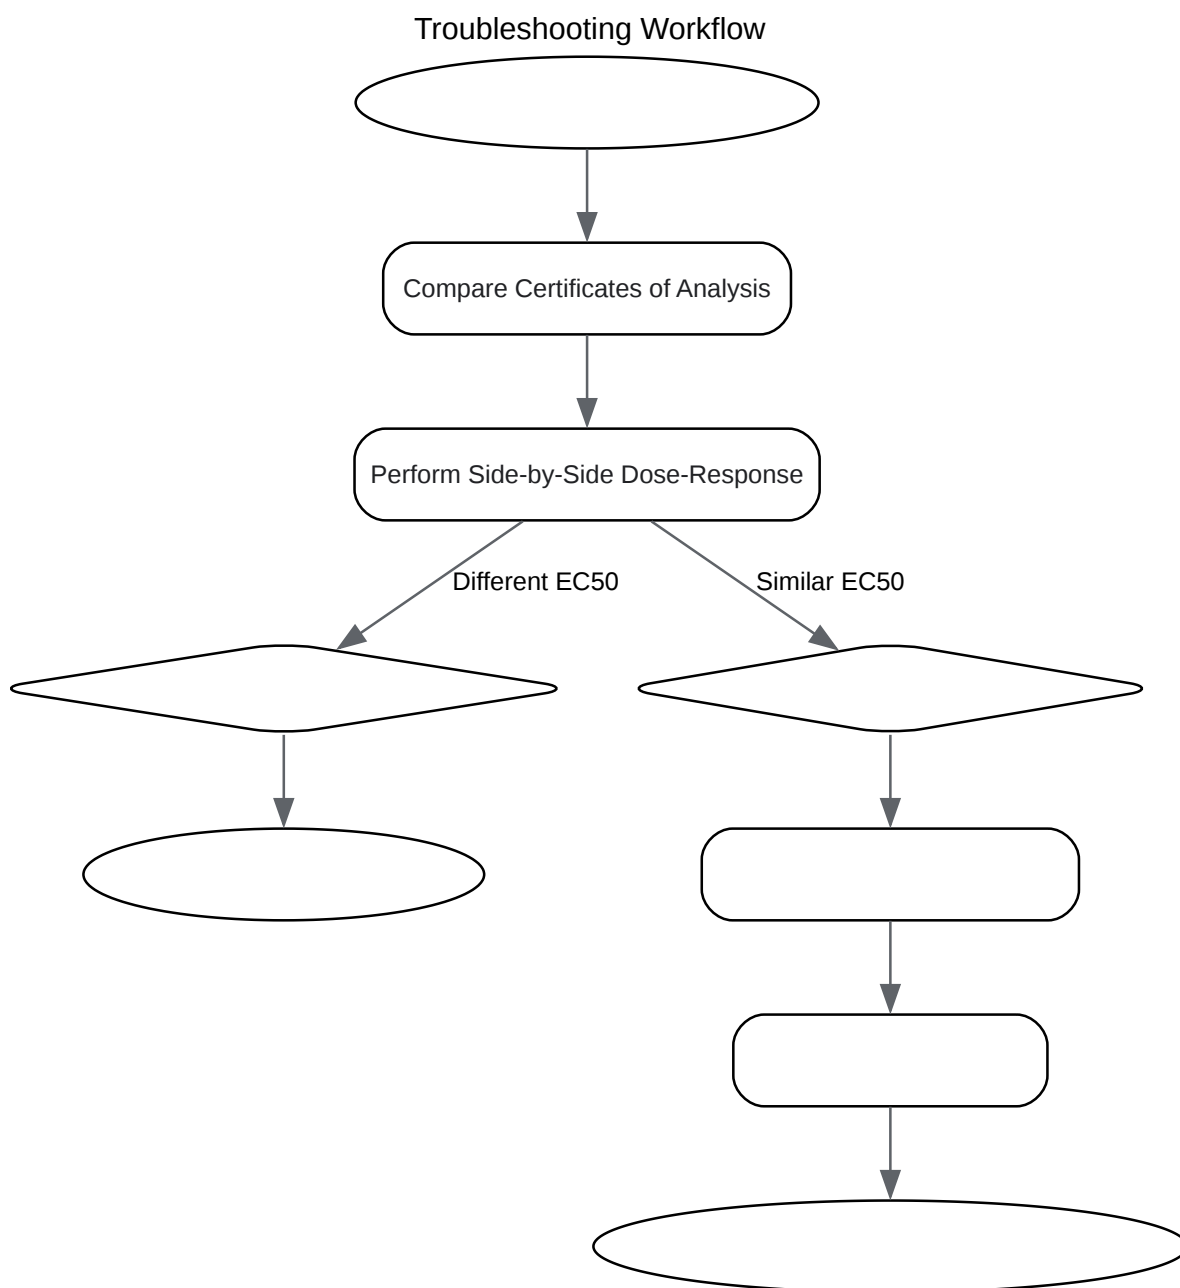 Troubleshooting Workflow
Compare Certificates of Analysis
Perform Side-by-Side Dose-Response
Different EC50
Similar EC50